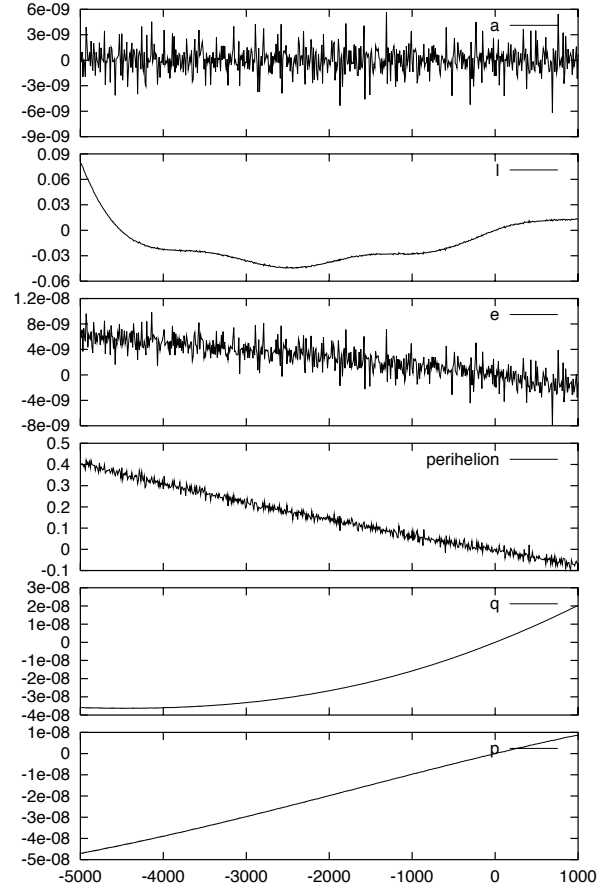 6e-09
3e-09
0
-3e-09
-6e-09
-9e-09
a
0.09
0.06
0.03
0
-0.03
-0.06
l
1.2e-08
8e-09
4e-09
0
-4e-09
-8e-09
e
0.5
0.4
0.3
0.2
0.1
0
-0.1
perihelion
3e-08
2e-08
1e-08
0
-1e-08
-2e-08
-3e-08
-4e-08
q
1e-08
0
-1e-08
-2e-08
-3e-08
-4e-08
-5e-08
p
-5000 -4000 -3000 -2000 -1000 0 1000